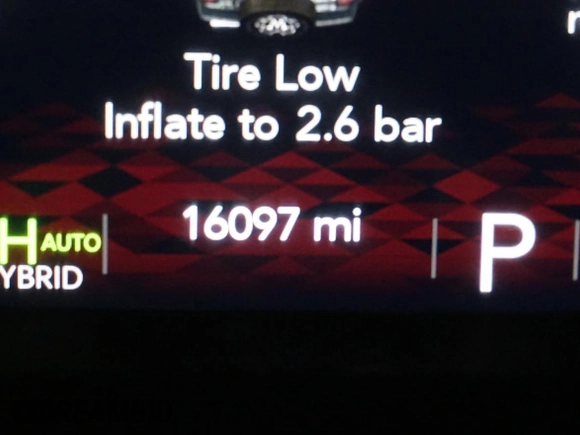 Tire Low
Inflate to 2.6 bar
16097 mi
H AUTO
YBRID
P